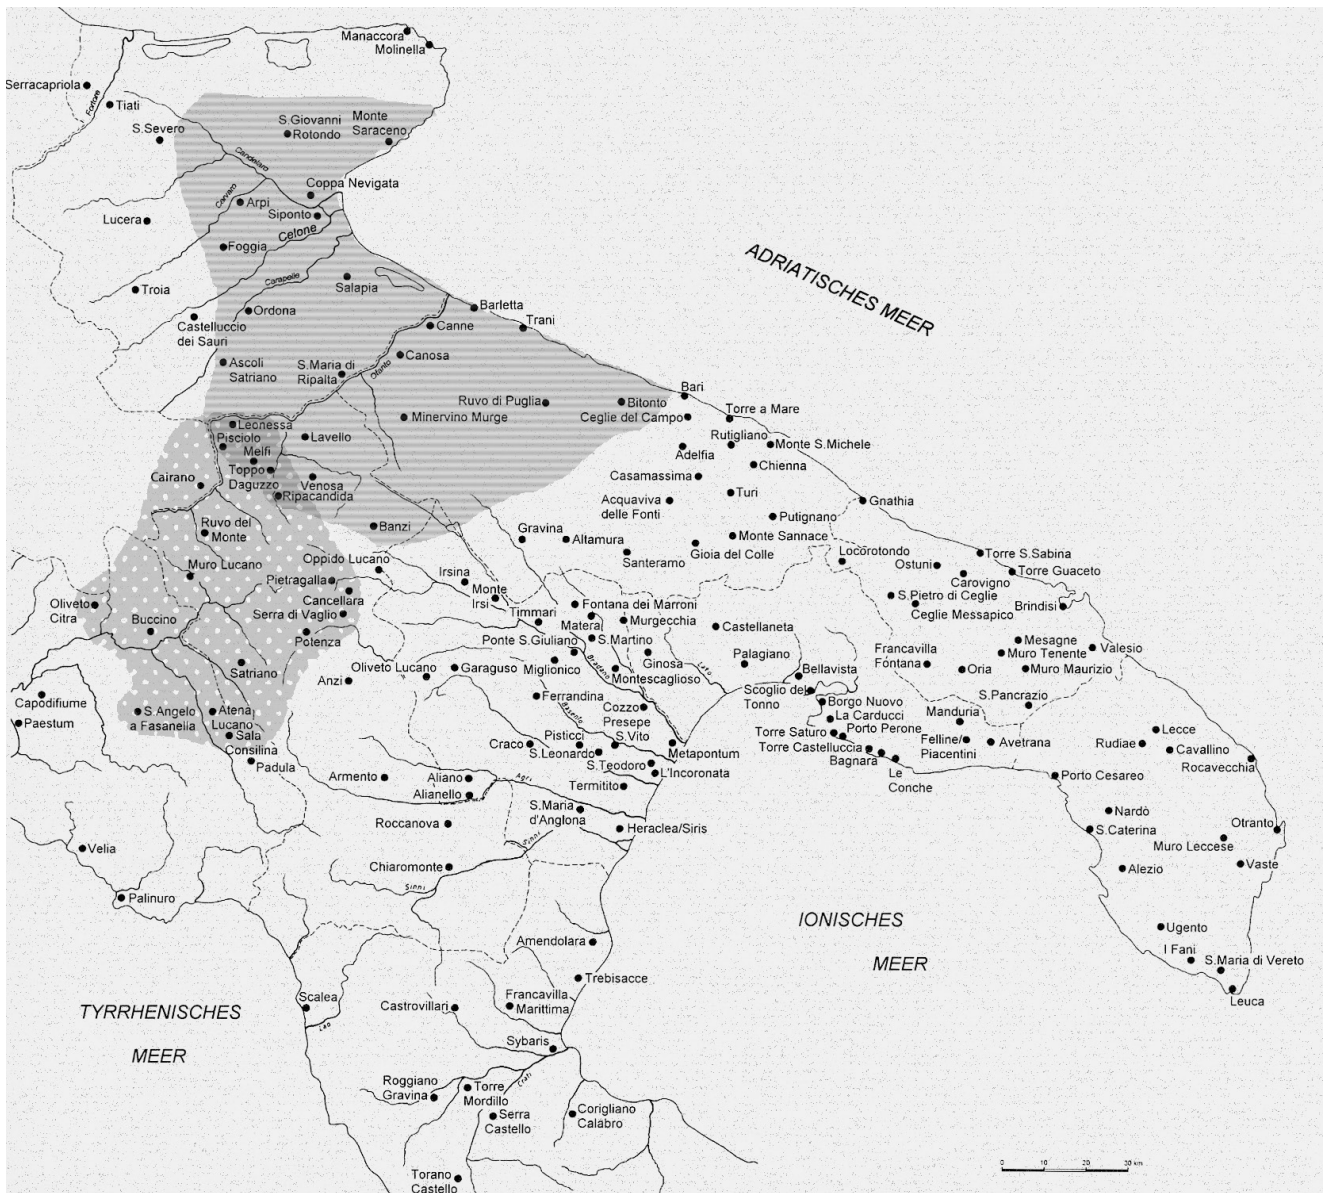 Manaccora
Molinella
Serracapriola
Fortore
Tiati
S.Severo
S.Giovanni
Rotondo
Monte
Saraceno
Candelaro
Coppa Nevigata
Cervaro
Arpi
Siponto
Lucera
Celone
Foggia
ADRIATISCHES MEER
Carapelle
Salapia
Troia
Ordona
Barletta
Castelluccio
dei Sauri
Canne
Trani
Canosa
Ascoli
Satriano
S.Maria di
Ripalta
Ofanto
Bari
Ruvo di Puglia
Bitonto
Minervino Murge
Ceglie del Campo
Torre a Mare
Leonessa
Pisciolo
Lavello
Rutigliano
Monte S.Michele
Melfi
Adelfia
Chienna
Toppo
Daguzzo
Cairano
Venosa
Casamassima
Ripacandida
Turi
Acquaviva
delle Fonti
Gnathia
Putignano
Ruvo del
Monte
Banzi
Gravina
Altamura
Monte Sannace
Gioia del Colle
Santeramo
Locorotondo
Torre S.Sabina
Ostuni
Torre Guaceto
Carovigno
Oppido Lucano
Muro Lucano
Pietragalla
Irsina
Monte
Irsi
Cancellara
S.Pietro di Ceglie
Ceglie Messapico
Brindisi
Oliveto
Citra
Serra di Vaglio
Fontana dei Marroni
Timmari
Matera
Murgecchia
Buccino
Potenza
Castellaneta
Ponte S.Giuliano
S.Martino
Mesagne
Muro Tenente
Valesio
Ginosa
Lato
Palagiano
Francavilla
Fontana
Oria
Muro Maurizio
Satriano
Anzi
Oliveto Lucano
Garaguso
Miglionico
Bradano
Montescaglioso
Bellavista
Scoglio del
Tonno
Capodifiume
Ferrandina
Basento
Cozzo
Presepe
Borgo Nuovo
S.Pancrazio
S.Angelo
a Fasanella
Atena
Lucano
Paestum
La Carducci
Manduria
Sala
Consilina
Pisticci
S.Vito
Porto Perone
Torre Saturo
Lecce
Craco
S.Leonardo
Metapontum
Torre Castelluccia
Felline/
Piacentini
Avetrana
Rudiae
Cavallino
Bagnara
Padula
S.Teodoro
L'Incoronata
Rocavecchia
Armento
Aliano
Agri
Le
Conche
Porto Cesareo
Alianello
Termitito
S.Maria
d'Anglona
Nardò
Roccanova
Heraclea/Siris
S.Caterina
Otranto
Sinni
Velia
Muro Leccese
Chiaromonte
Alezio
Vaste
Sinni
Palinuro
IONISCHES
MEER
Ugento
Amendolara
I Fani
S.Maria di Vereto
Trebisacce
Leuca
Scalea
Francavilla
Marittima
Castrovillari
TYRRHENISCHES
MEER
Lao
Sybaris
Roggiano
Gravina
Crati
Torre
Mordillo
Serra
Castello
Corigliano
Calabro
0 10 20 30 km
Torano
Castello